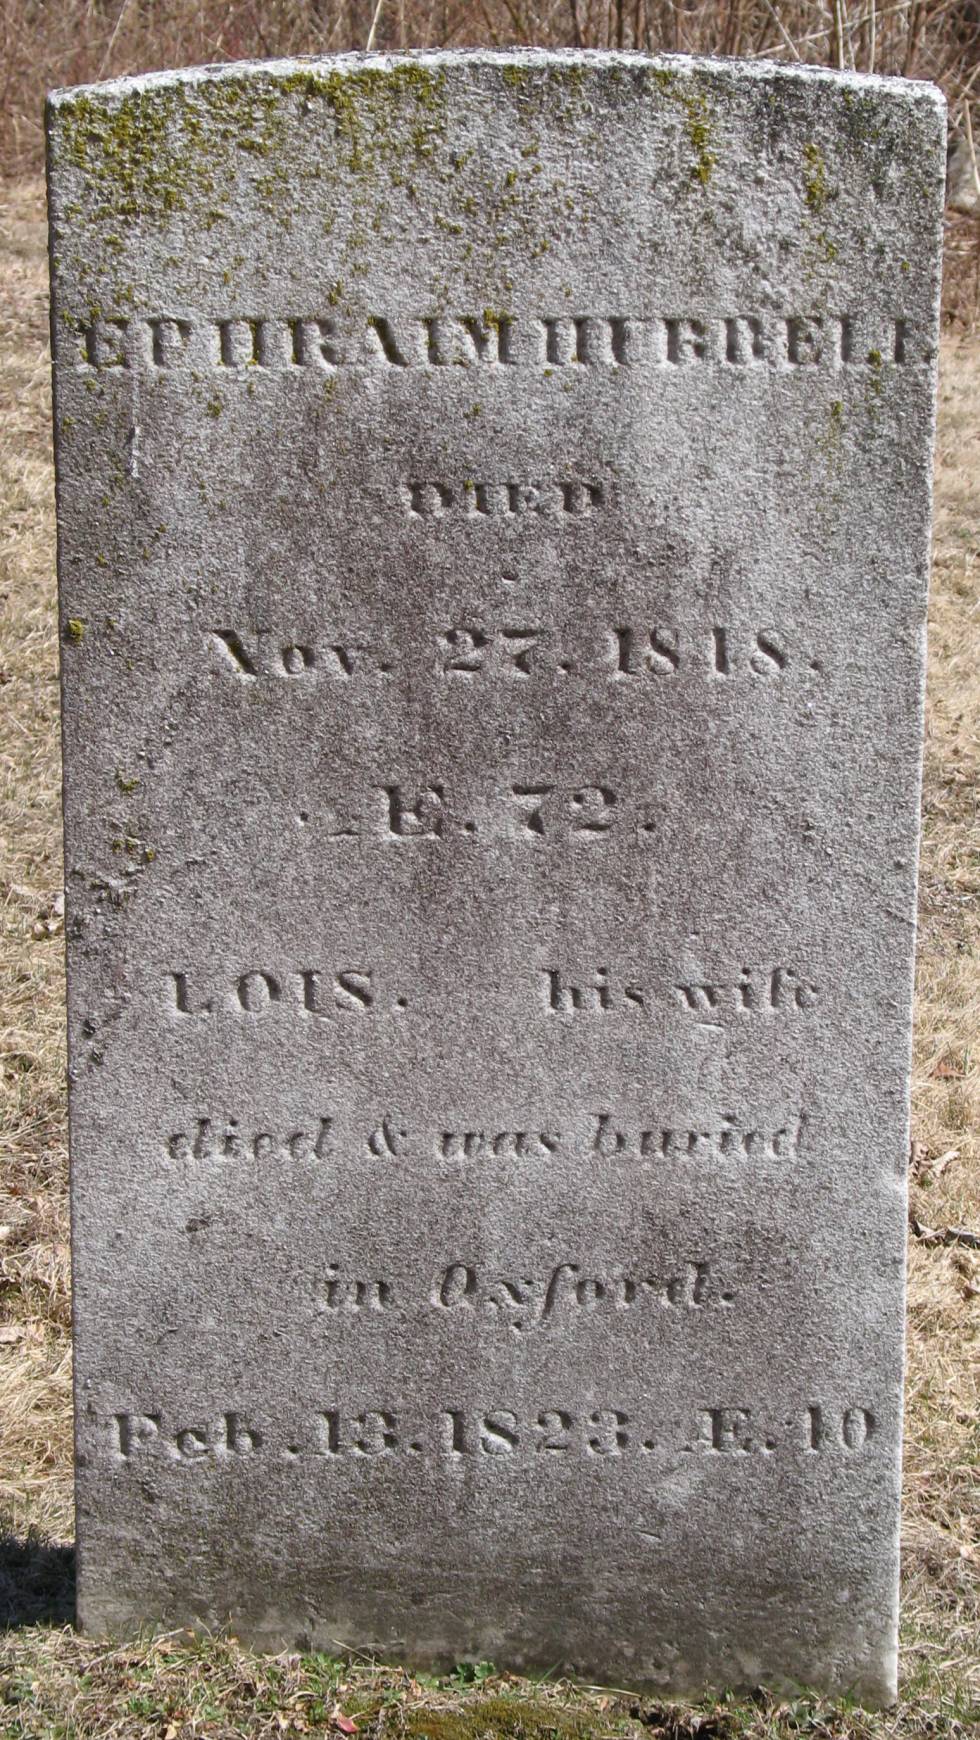 EPHRAIM HUBBELL
DIED
Nov. 27. 1848.
Æ. 72.
LOIS. his wife
died & was buried
in Oxford.
Feb. 13. 1823. Æ. 40